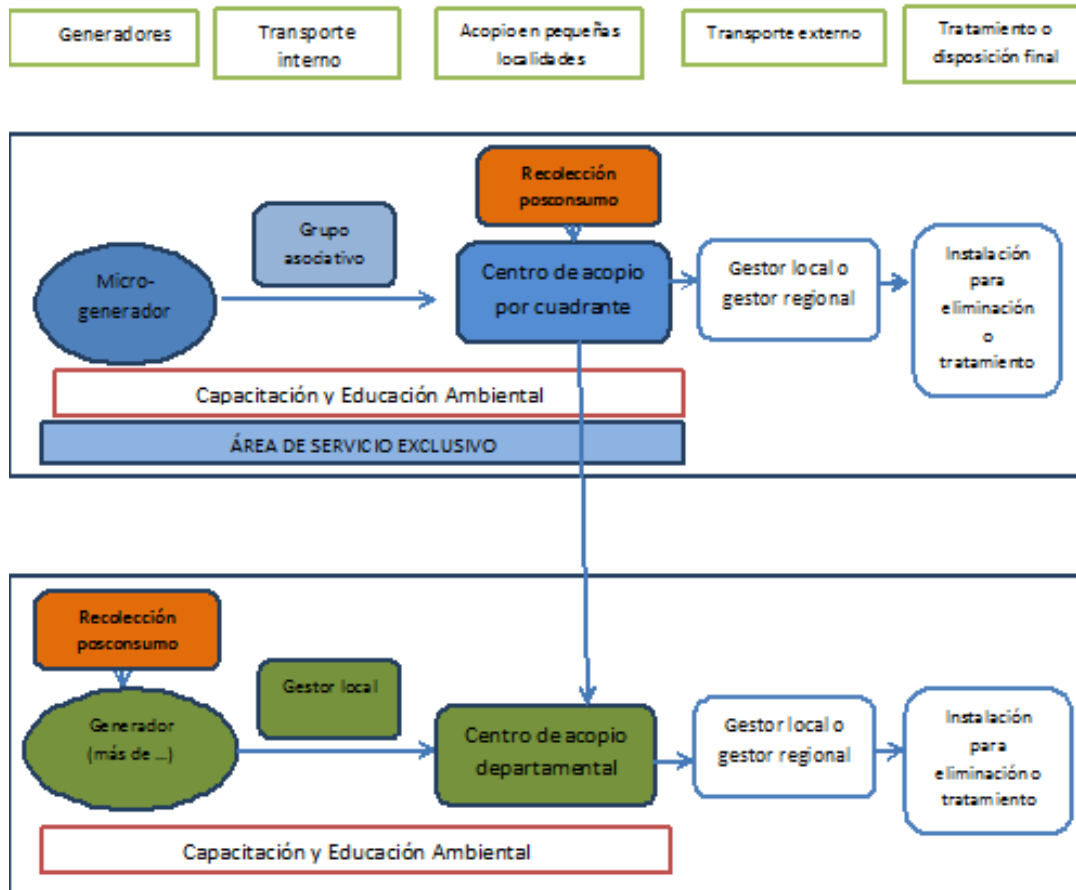 Generadores
Transporte
interno
Acopio en pequeñas
localidades
Transporte externo
Tratamiento o
disposición final
Recolección
posconsumo
Grupo
asociativo
Micro-
generador
Centro de acopio
por cuadrante
Gestor local o
gestor regional
Instalación
para
eliminación
o
tratamiento
Capacitación y Educación Ambiental
ÁREA DE SERVICIO EXCLUSIVO
Recolección
posconsumo
Gestor local
Generador
(más de ...)
Centro de acopio
departamental
Gestor local o
gestor regional
Instalación
para
eliminación o
tratamiento
Capacitación y Educación Ambiental